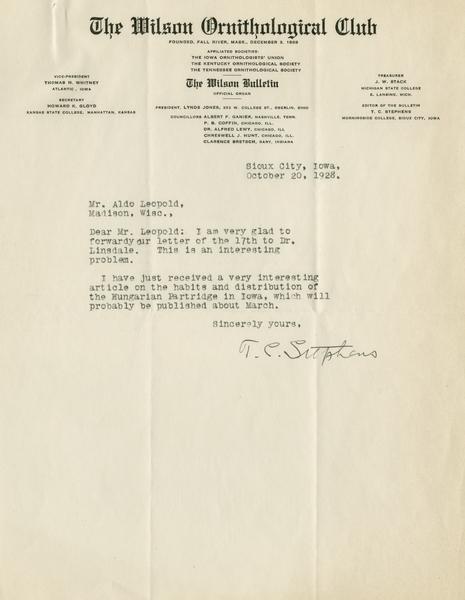 The Wilson Ornithological Club
FOUNDED, FALL RIVER, MASS., DECEMBER 3, 1888
AFFILIATED SOCIETIES:
THE IOWA ORNITHOLOGISTS' UNION
THE KENTUCKY ORNITHOLOGICAL SOCIETY
THE TENNESSEE ORNITHOLOGICAL SOCIETY
VICE-PRESIDENT
THOMAS H. WHITNEY
ATLANTIC, IOWA
SECRETARY
HOWARD K. GLOYD
KANSAS STATE COLLEGE, MANHATTAN, KANSAS
The Wilson Bulletin
OFFICIAL ORGAN
PRESIDENT, LYNDS JONES, 352 W. COLLEGE ST., OBERLIN, OHIO
COUNCILLORS ALBERT F. GANIER, NASHVILLE, TENN.
P. B. COFFIN, CHICAGO, ILL.
DR. ALFRED LEWY, CHICAGO, ILL
CHRESWELL J. HUNT, CHICAGO, ILL.
CLARENCE BRETSCH, GARY, INDIANA
TREASURER
J. W. STACK
MICHIGAN STATE COLLEGE
E. LANSING, MICH.
EDITOR OF THE BULLETIN
T. C. STEPHENS
MORNINGSIDE COLLEGE, SIOUX CITY, IOWA
Sioux City, Iowa,
October 20, 1928.
Mr. Aldo Leopold,
Madison, Wisc.,
Dear Mr. Leopold: I am very glad to
forwardyour letter of the 17th to Dr.
Linsdale. This is an interesting
problem.
I have just received a very interesting
article on the habits and distribution of
the Hungarian Partridge in Iowa, which will
probably be published about March.
Sincerely yours,
T. C. Stephens